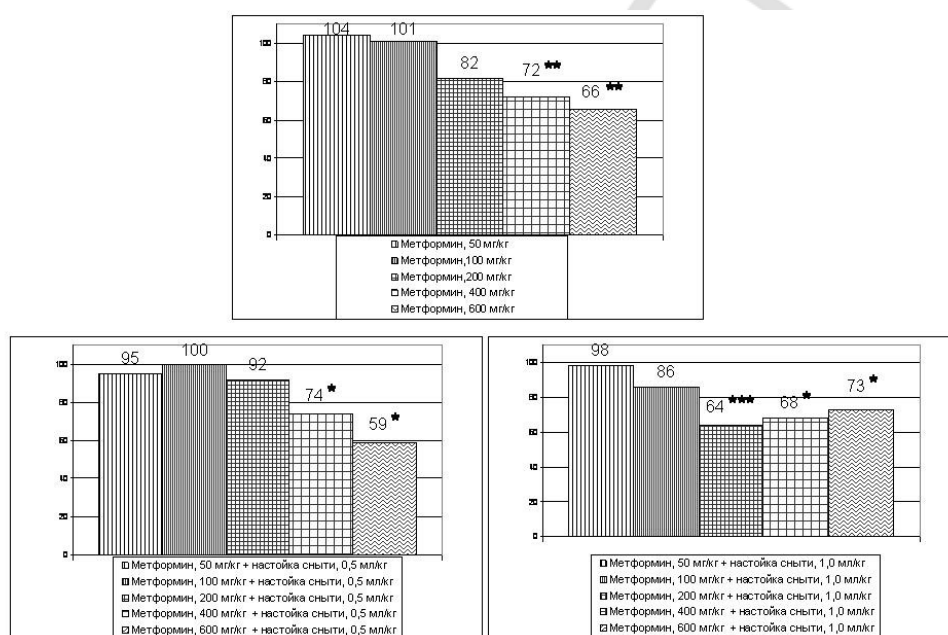 104 101 82 72 ** 66 **
100
80
60
40
20
0
Метформин, 50 мг/кг
Метформин,100 мг/кг
Метформин,200 мг/кг
Метформин, 400 мг/кг
Метформин, 600 мг/кг
95 100 92 74 * 59 *
100
80
60
40
20
0
Метформин, 50 мг/кг + настойка сныти, 0,5 мл/кг
Метформин, 100 мг/кг + настойка сныти, 0,5 мл/кг
Метформин, 200 мг/кг + настойка сныти, 0,5 мл/кг
Метформин, 400 мг/кг + настойка сныти, 0,5 мл/кг
Метформин, 600 мг/кг + настойка сныти, 0,5 мл/кг
98 86 64 *** 68 * 73 *
100
80
60
40
20
0
Метформин, 50 мг/кг + настойка сныти, 1,0 мл/кг
Метформин, 100 мг/кг + настойка сныти, 1,0 мл/кг
Метформин, 200 мг/кг + настойка сныти, 1,0 мл/кг
Метформин, 400 мг/кг + настойка сныти, 1,0 мл/кг
Метформин, 600 мг/кг + настойка сныти, 1,0 мл/кг